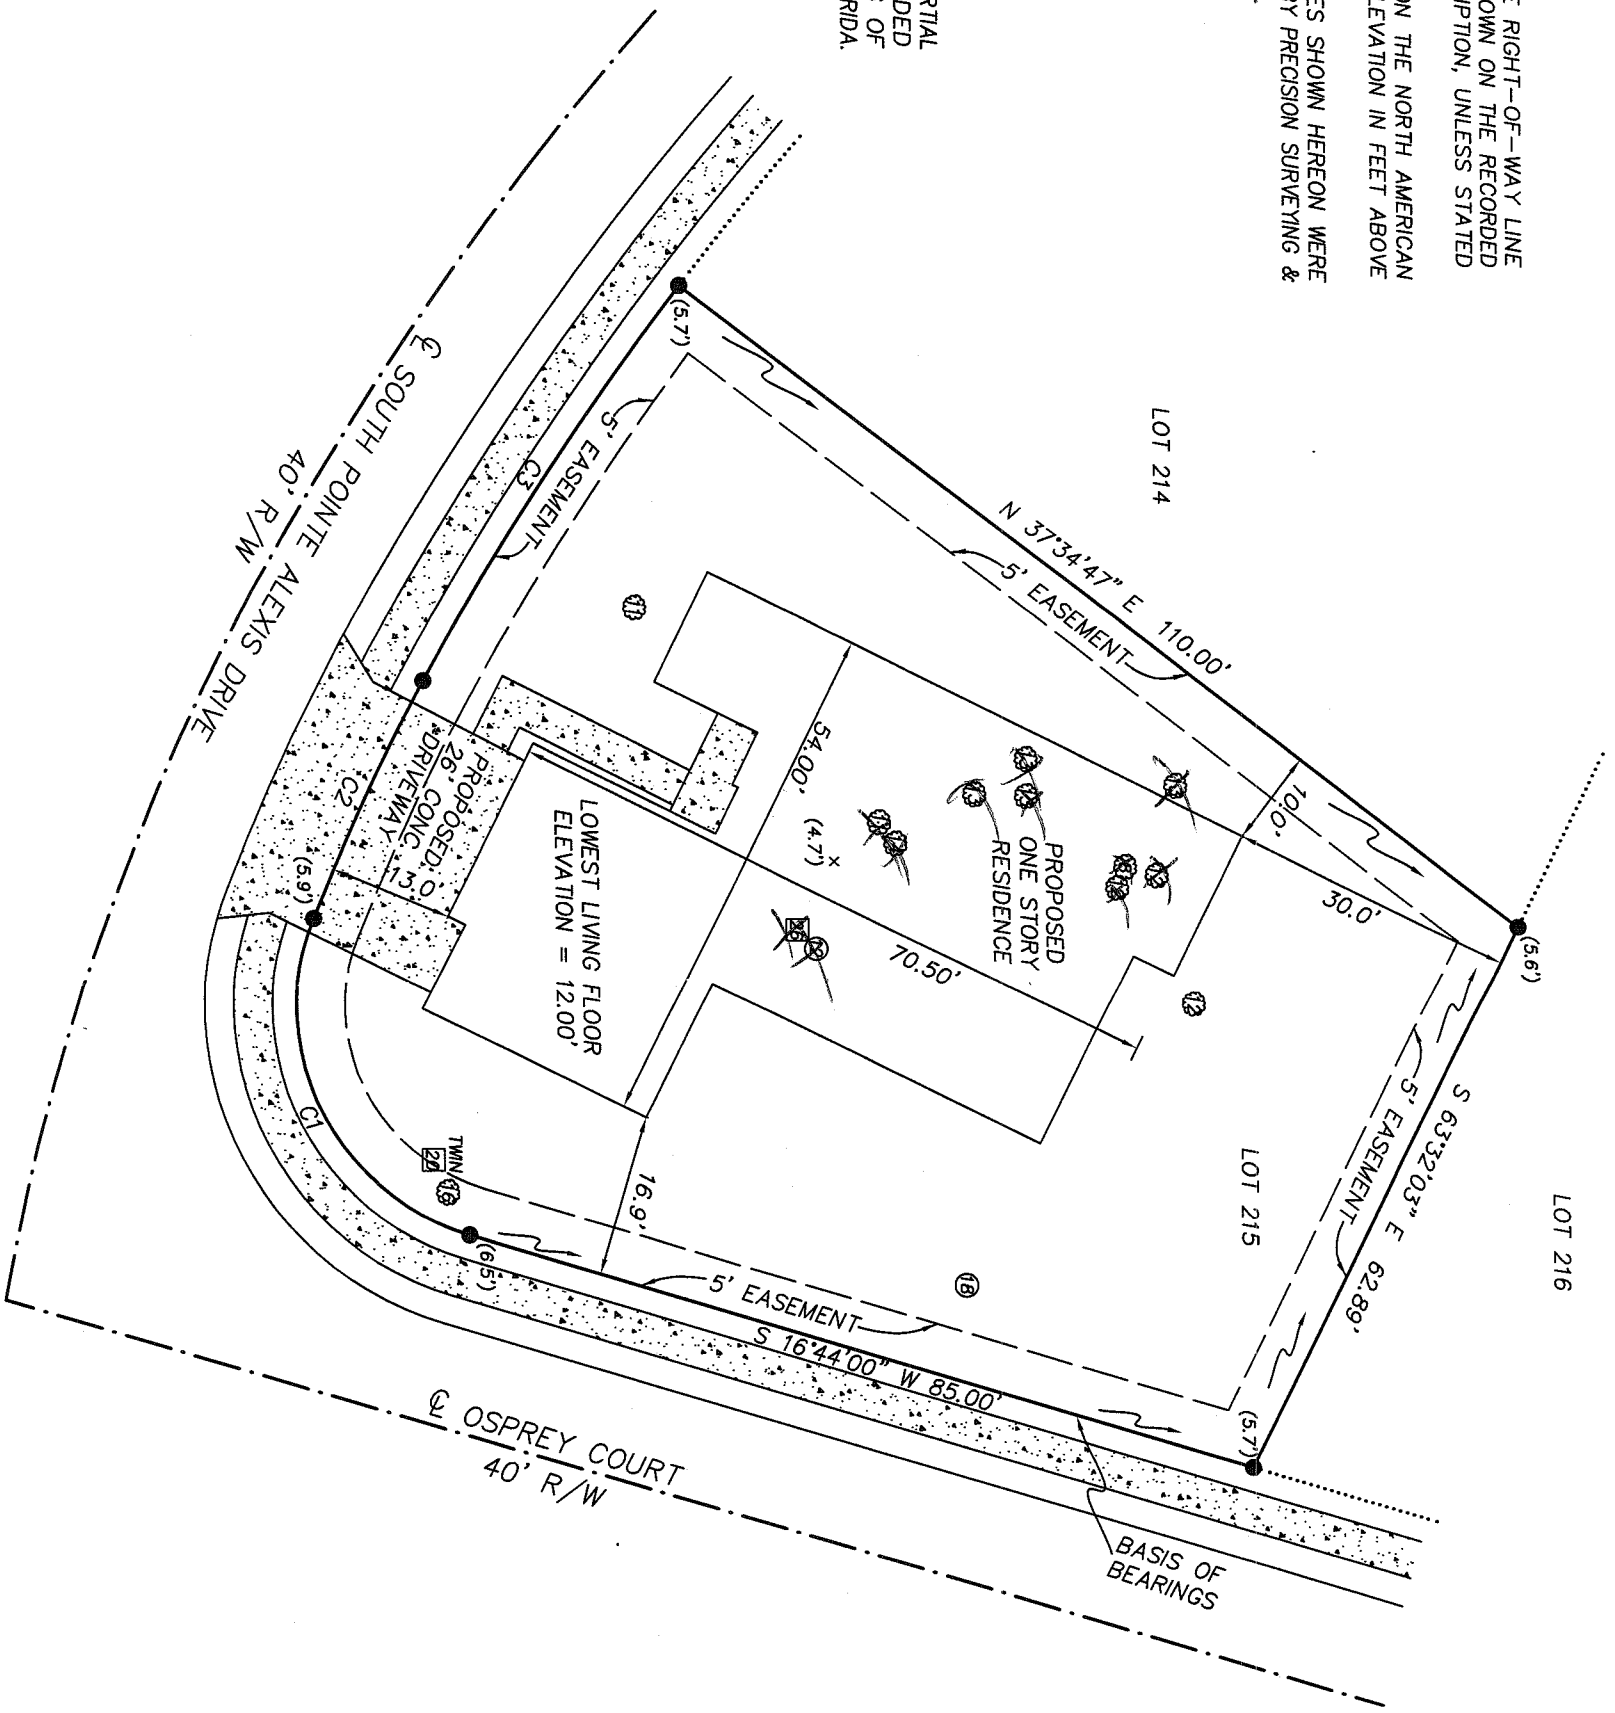 E RIGHT-OF-WAY LINE
OWN ON THE RECORDED
IPTION, UNLESS STATED
ON THE NORTH AMERICAN
LEVATION IN FEET ABOVE
ES SHOWN HEREON WERE
BY PRECISION SURVEYING &
RTIAL
DED
OF
RIDA.
LOT 214
LOT 216
LOT 215
N 37°34'47" E 110.00'
S 63°32'03" E 62.89'
S 16°44'00" W 85.00'
5' EASEMENT
5' EASEMENT
5' EASEMENT
5' EASEMENT
(5.7')
(5.6')
(5.7')
(6.5')
(5.9')
(4.7')
C3
C2
C1
10.0'
30.0'
54.00'
70.50'
16.9'
13.0'
PROPOSED
ONE STORY
RESIDENCE
LOWEST LIVING FLOOR
ELEVATION = 12.00'
PROPOSED
26' CONC.
DRIVEWAY
TWIN
20
16
18
12
11
℄ SOUTH POINTE ALEXIS DRIVE
40' R/W
℄ OSPREY COURT
40' R/W
BASIS OF
BEARINGS